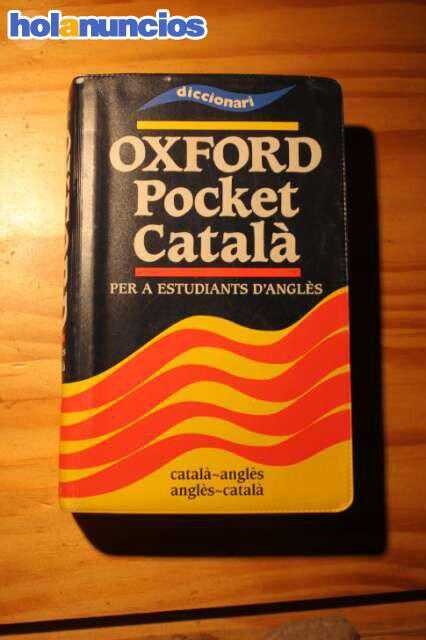 holanuncios
diccionari
OXFORD
Pocket
Català
PER A ESTUDIANTS D'ANGLÈS
català~anglès
anglès~català